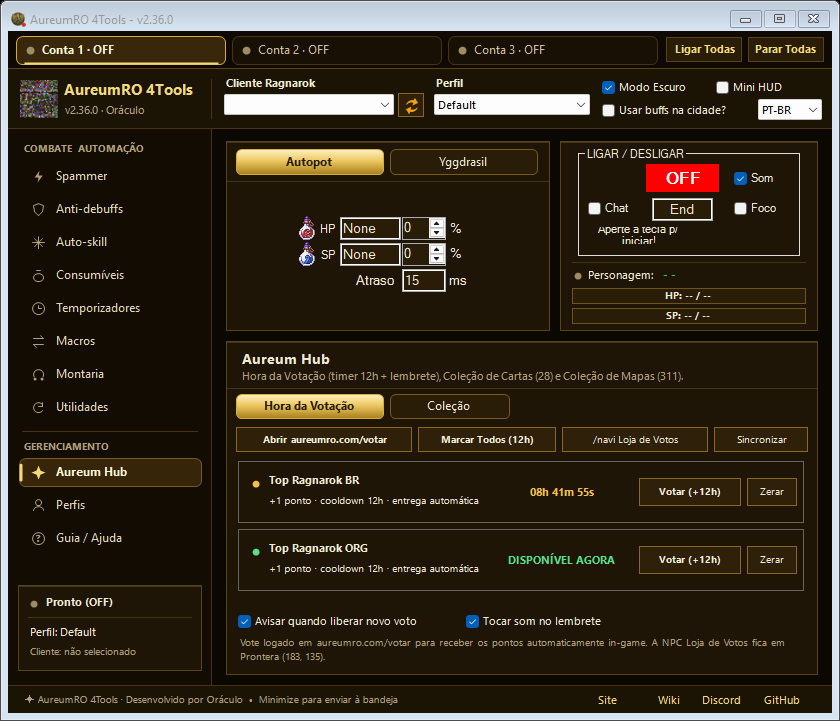 AureumRO 4Tools - v2.36.0
Conta 1 · OFF
Conta 2 · OFF
Conta 3 · OFF
Ligar Todas
Parar Todas
AureumRO 4Tools
v2.36.0 · Oráculo
Cliente Ragnarok
Perfil
Default
Modo Escuro
Mini HUD
Usar buffs na cidade?
PT-BR
COMBATE AUTOMAÇÃO
Spammer
Anti-debuffs
Auto-skill
Consumíveis
Temporizadores
Macros
Montaria
Utilidades
GERENCIAMENTO
Aureum Hub
Perfis
Guia / Ajuda
Pronto (OFF)
Perfil: Default
Cliente: não selecionado
Autopot
Yggdrasil
HP None 0 %
SP None 0 %
Atraso 15 ms
LIGAR / DESLIGAR
OFF
Som
Chat
End
Foco
Aperte a tecla p/
iniciar!
Personagem: - -
HP: -- / --
SP: -- / --
Aureum Hub
Hora da Votação (timer 12h + lembrete), Coleção de Cartas (28) e Coleção de Mapas (311).
Hora da Votação
Coleção
Abrir aureumro.com/votar
Marcar Todos (12h)
/navi Loja de Votos
Sincronizar
Top Ragnarok BR
+1 ponto · cooldown 12h · entrega automática
08h 41m 55s
Votar (+12h)
Zerar
Top Ragnarok ORG
+1 ponto · cooldown 12h · entrega automática
DISPONÍVEL AGORA
Votar (+12h)
Zerar
Avisar quando liberar novo voto
Tocar som no lembrete
Vote logado em aureumro.com/votar para receber os pontos automaticamente in-game. A NPC Loja de Votos fica em
Prontera (183, 135).
AureumRO 4Tools · Desenvolvido por Oráculo • Minimize para enviar à bandeja
Site
Wiki
Discord
GitHub